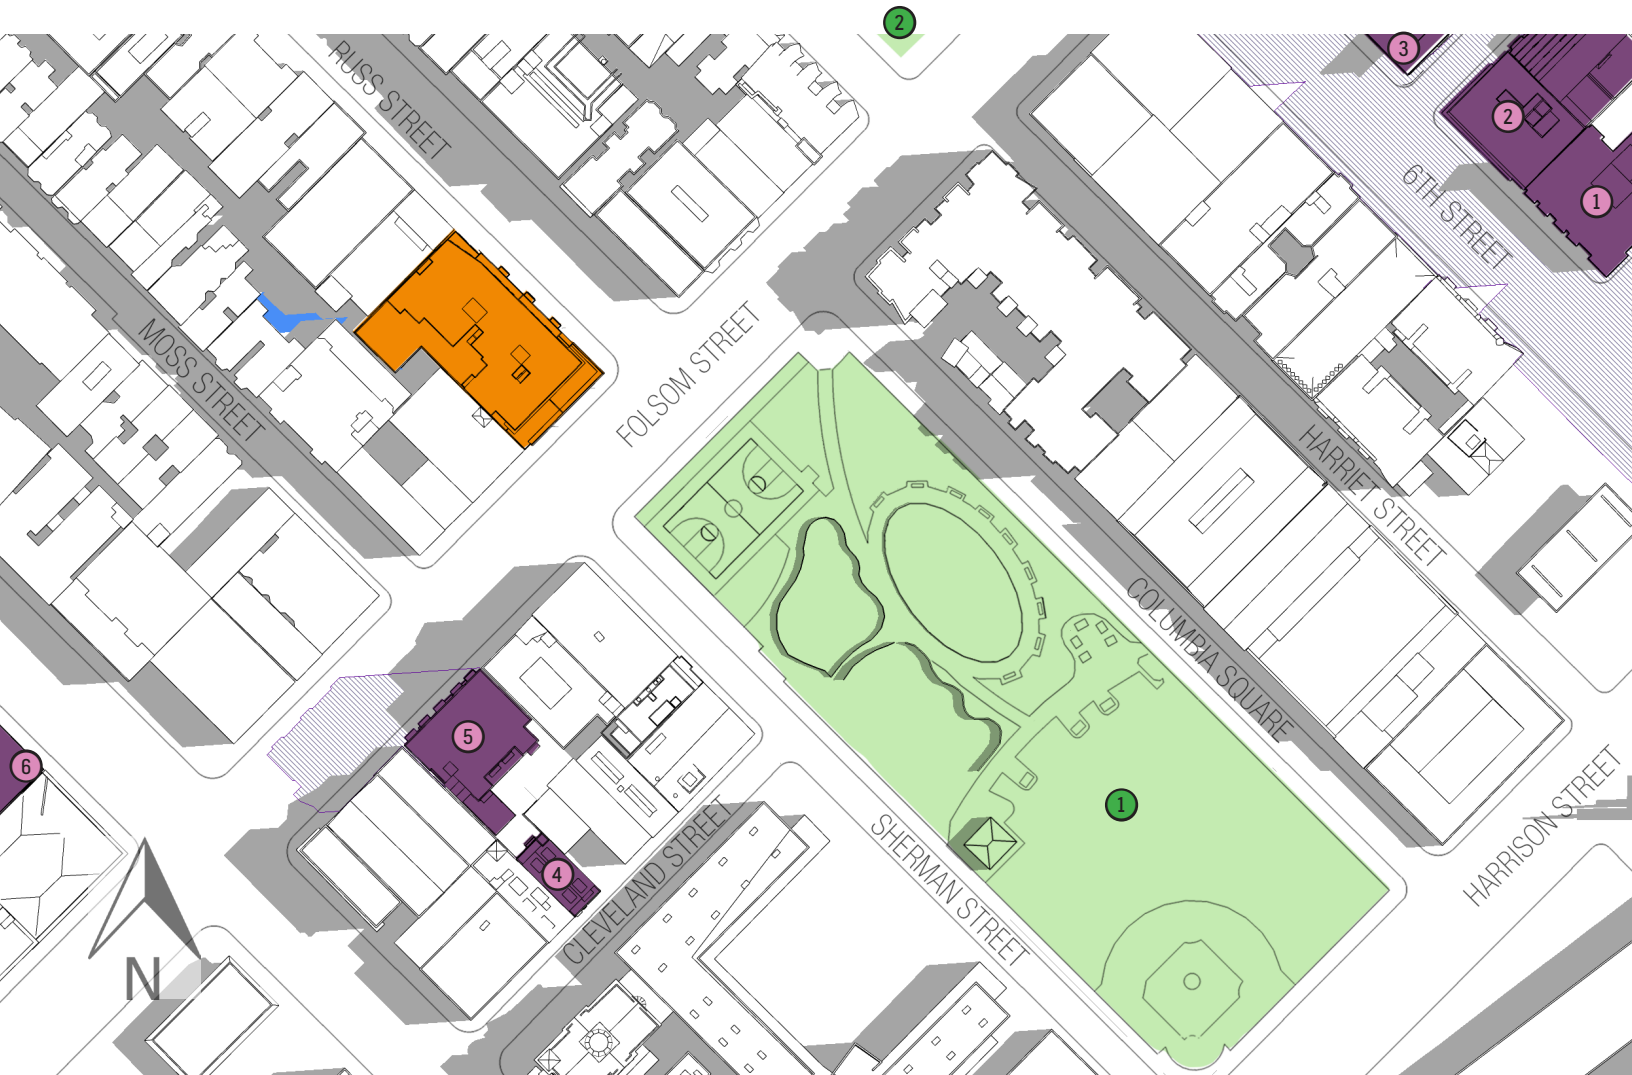 2
3
RUSS STREET
2
6TH STREET
1
MOSS STREET
FOLSOM STREET
HARRIET STREET
COLUMBIA SQUARE
5
6
1
HARRISON STREET
SHERMAN STREET
4
CLEVELAND STREET
N